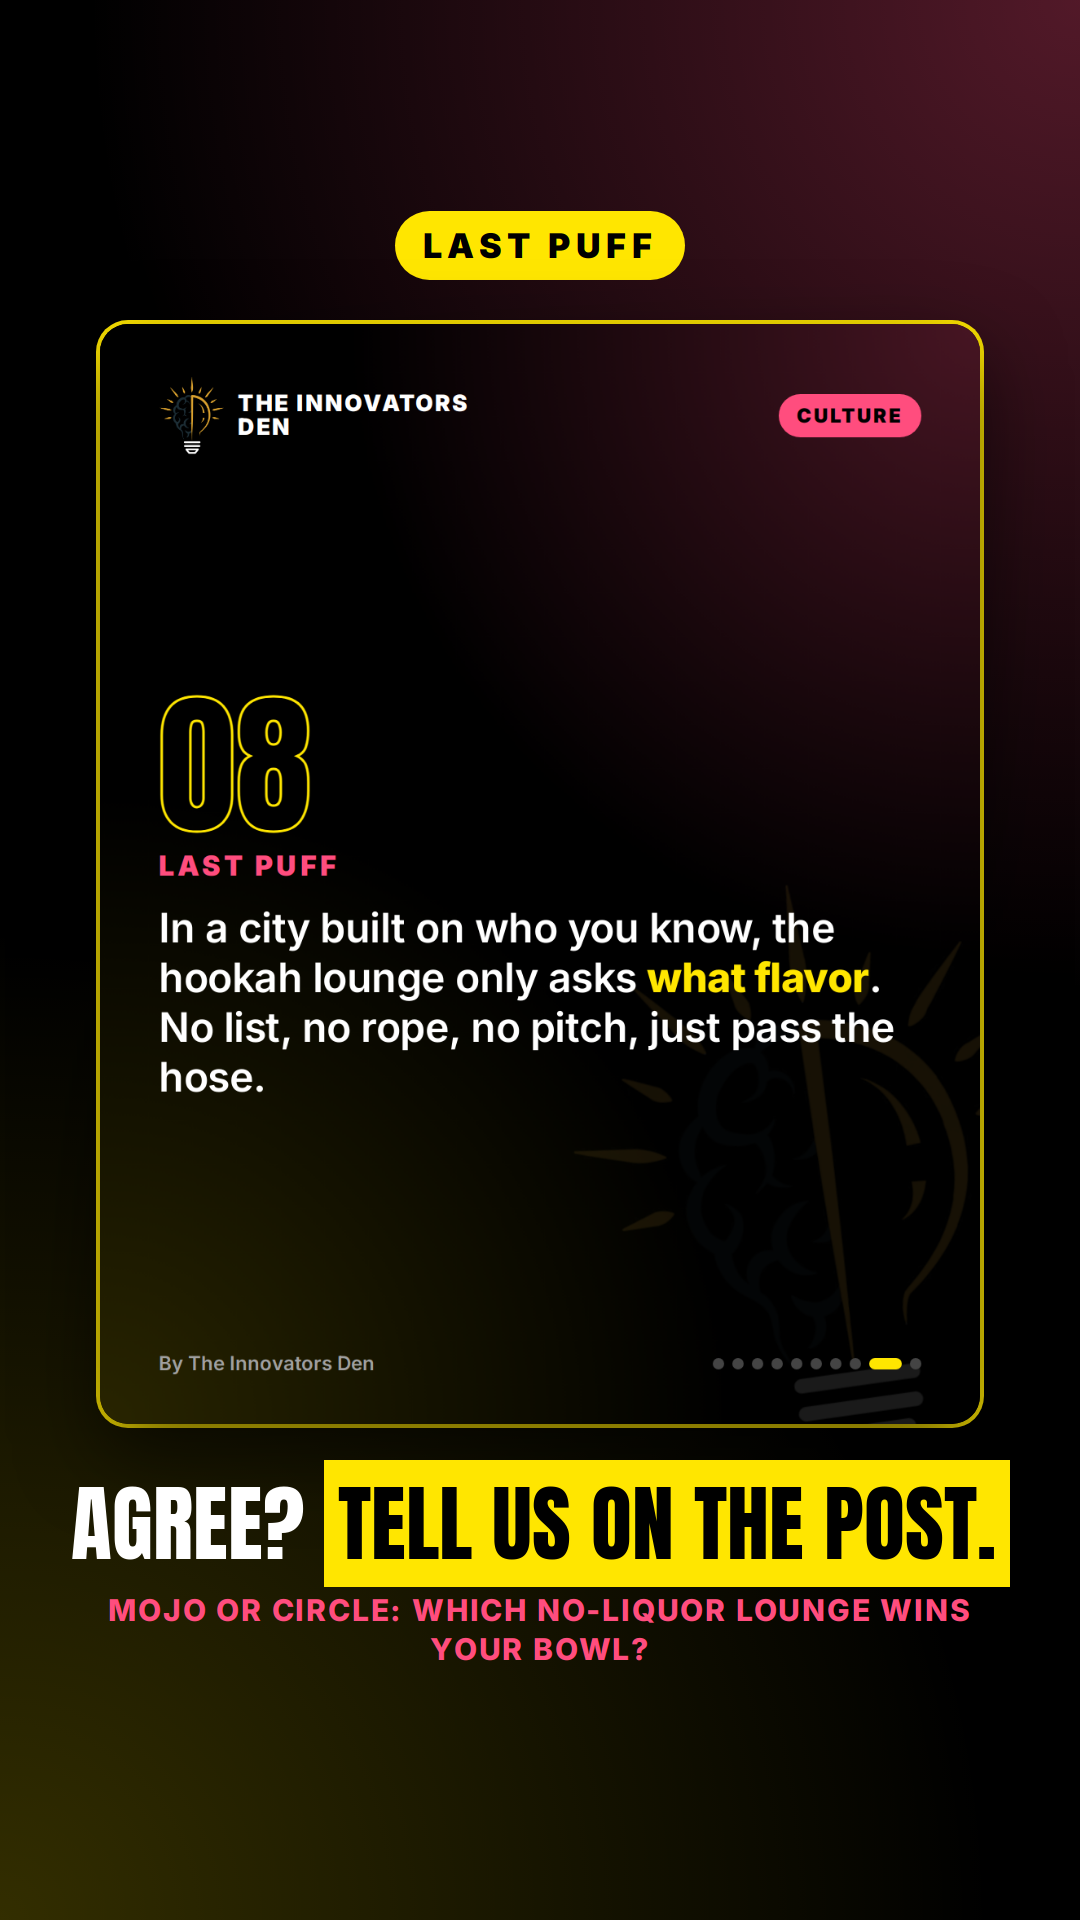 LAST PUFF
THE INNOVATORS
DEN
CULTURE
08
LAST PUFF
In a city built on who you know, the
hookah lounge only asks what flavor.
No list, no rope, no pitch, just pass the
hose.
By The Innovators Den
AGREE? TELL US ON THE POST.
MOJO OR CIRCLE: WHICH NO-LIQUOR LOUNGE WINS
YOUR BOWL?